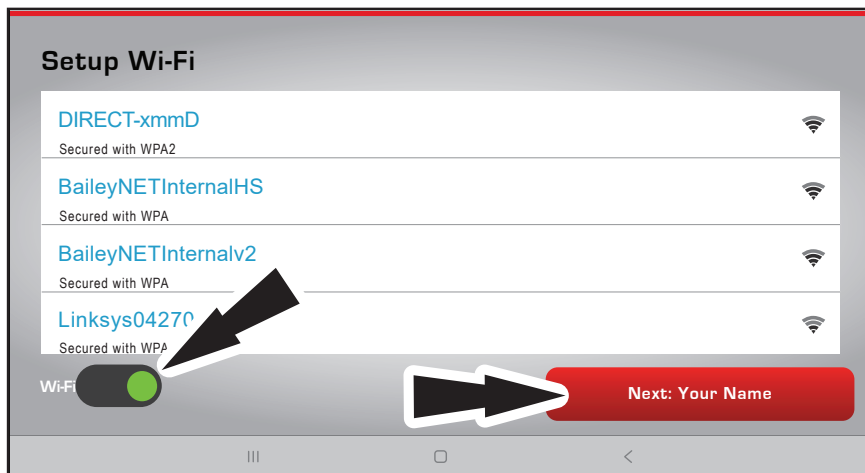 Setup Wi-Fi
DIRECT-xmmD
Secured with WPA2
BaileyNETInternalHS
Secured with WPA
BaileyNETInternalv2
Secured with WPA
Linksys04270
Secured with WPA
Wi-Fi
Next: Your Name